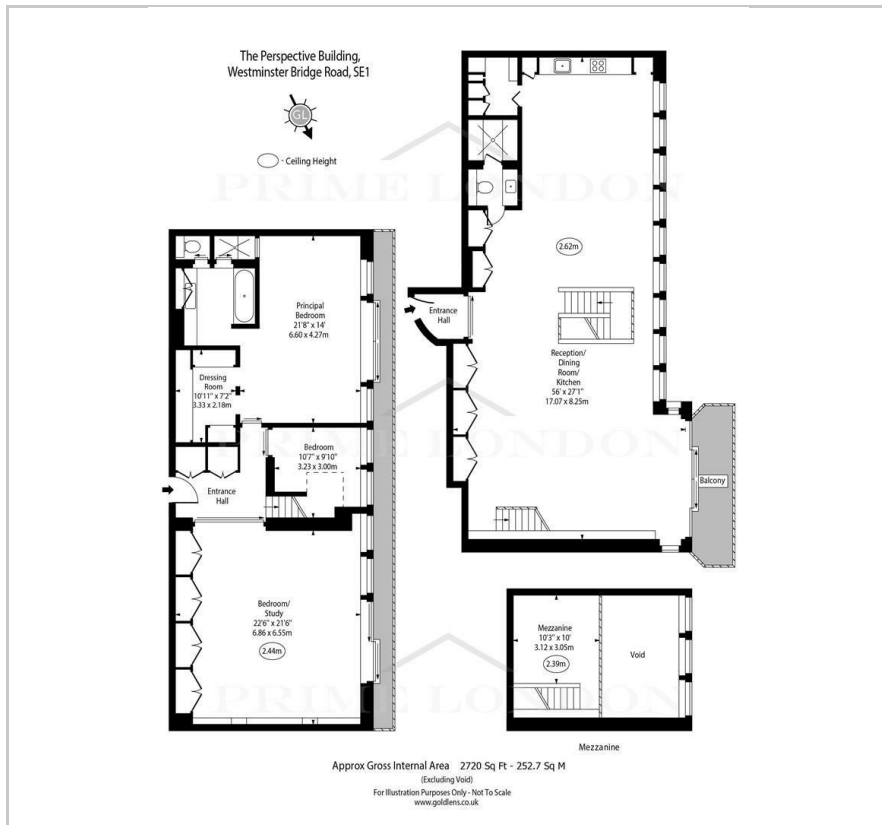 The Perspective Building,
Westminster Bridge Road, SE1
GL
- Ceiling Height
PRIME LONDON
Principal
Bedroom
21'8" x 14'
6.60 x 4.27m
Dressing
Room
10'11" x 7'2"
3.33 x 2.18m
Bedroom
10'7" x 9'10"
3.23 x 3.00m
Entrance
Hall
Bedroom/
Study
22'6" x 21'6"
6.86 x 6.55m
2.44m
PRIME LONDON
2.62m
Entrance
Hall
Reception/
Dining
Room/
Kitchen
56' x 27'1"
17.07 x 8.25m
PRIME LONDON
Balcony
Mezzanine
10'3" x 10'
3.12 x 3.05m
2.39m
Void
Mezzanine
Approx Gross Internal Area 2720 Sq Ft - 252.7 Sq M
(Excluding Void)
For Illustration Purposes Only - Not To Scale
www.goldlens.co.uk